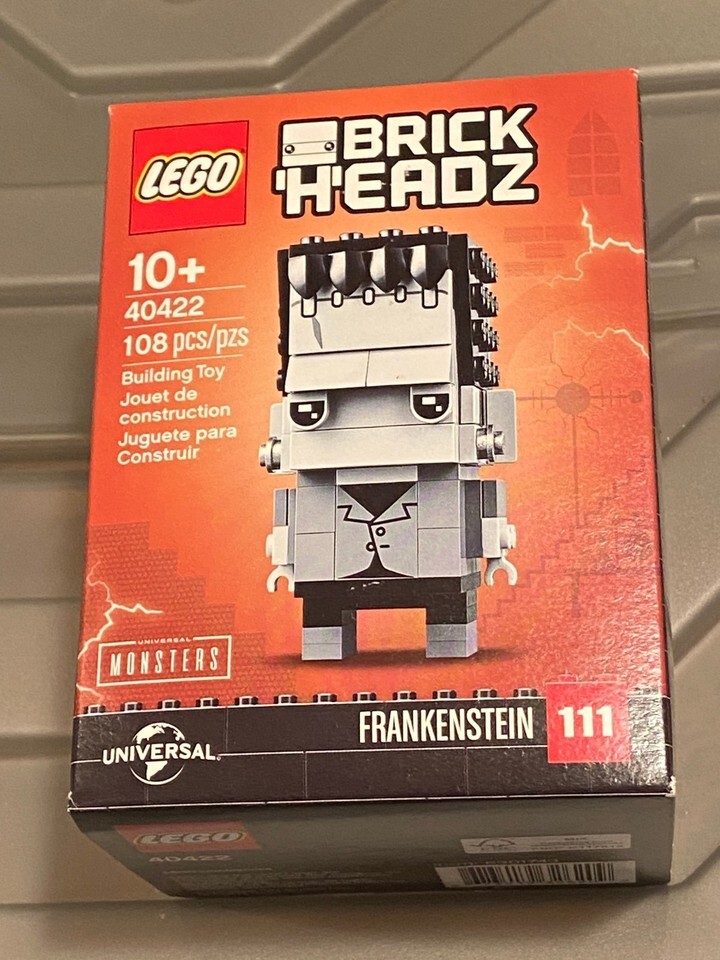 LEGO
BRICK
HEADZ
10+
40422
108 pcs/pzs
Building Toy
Jouet de
construction
Juguete para
Construir
UNIVERSAL
MONSTERS
UNIVERSAL
FRANKENSTEIN
111
LEGO
40422